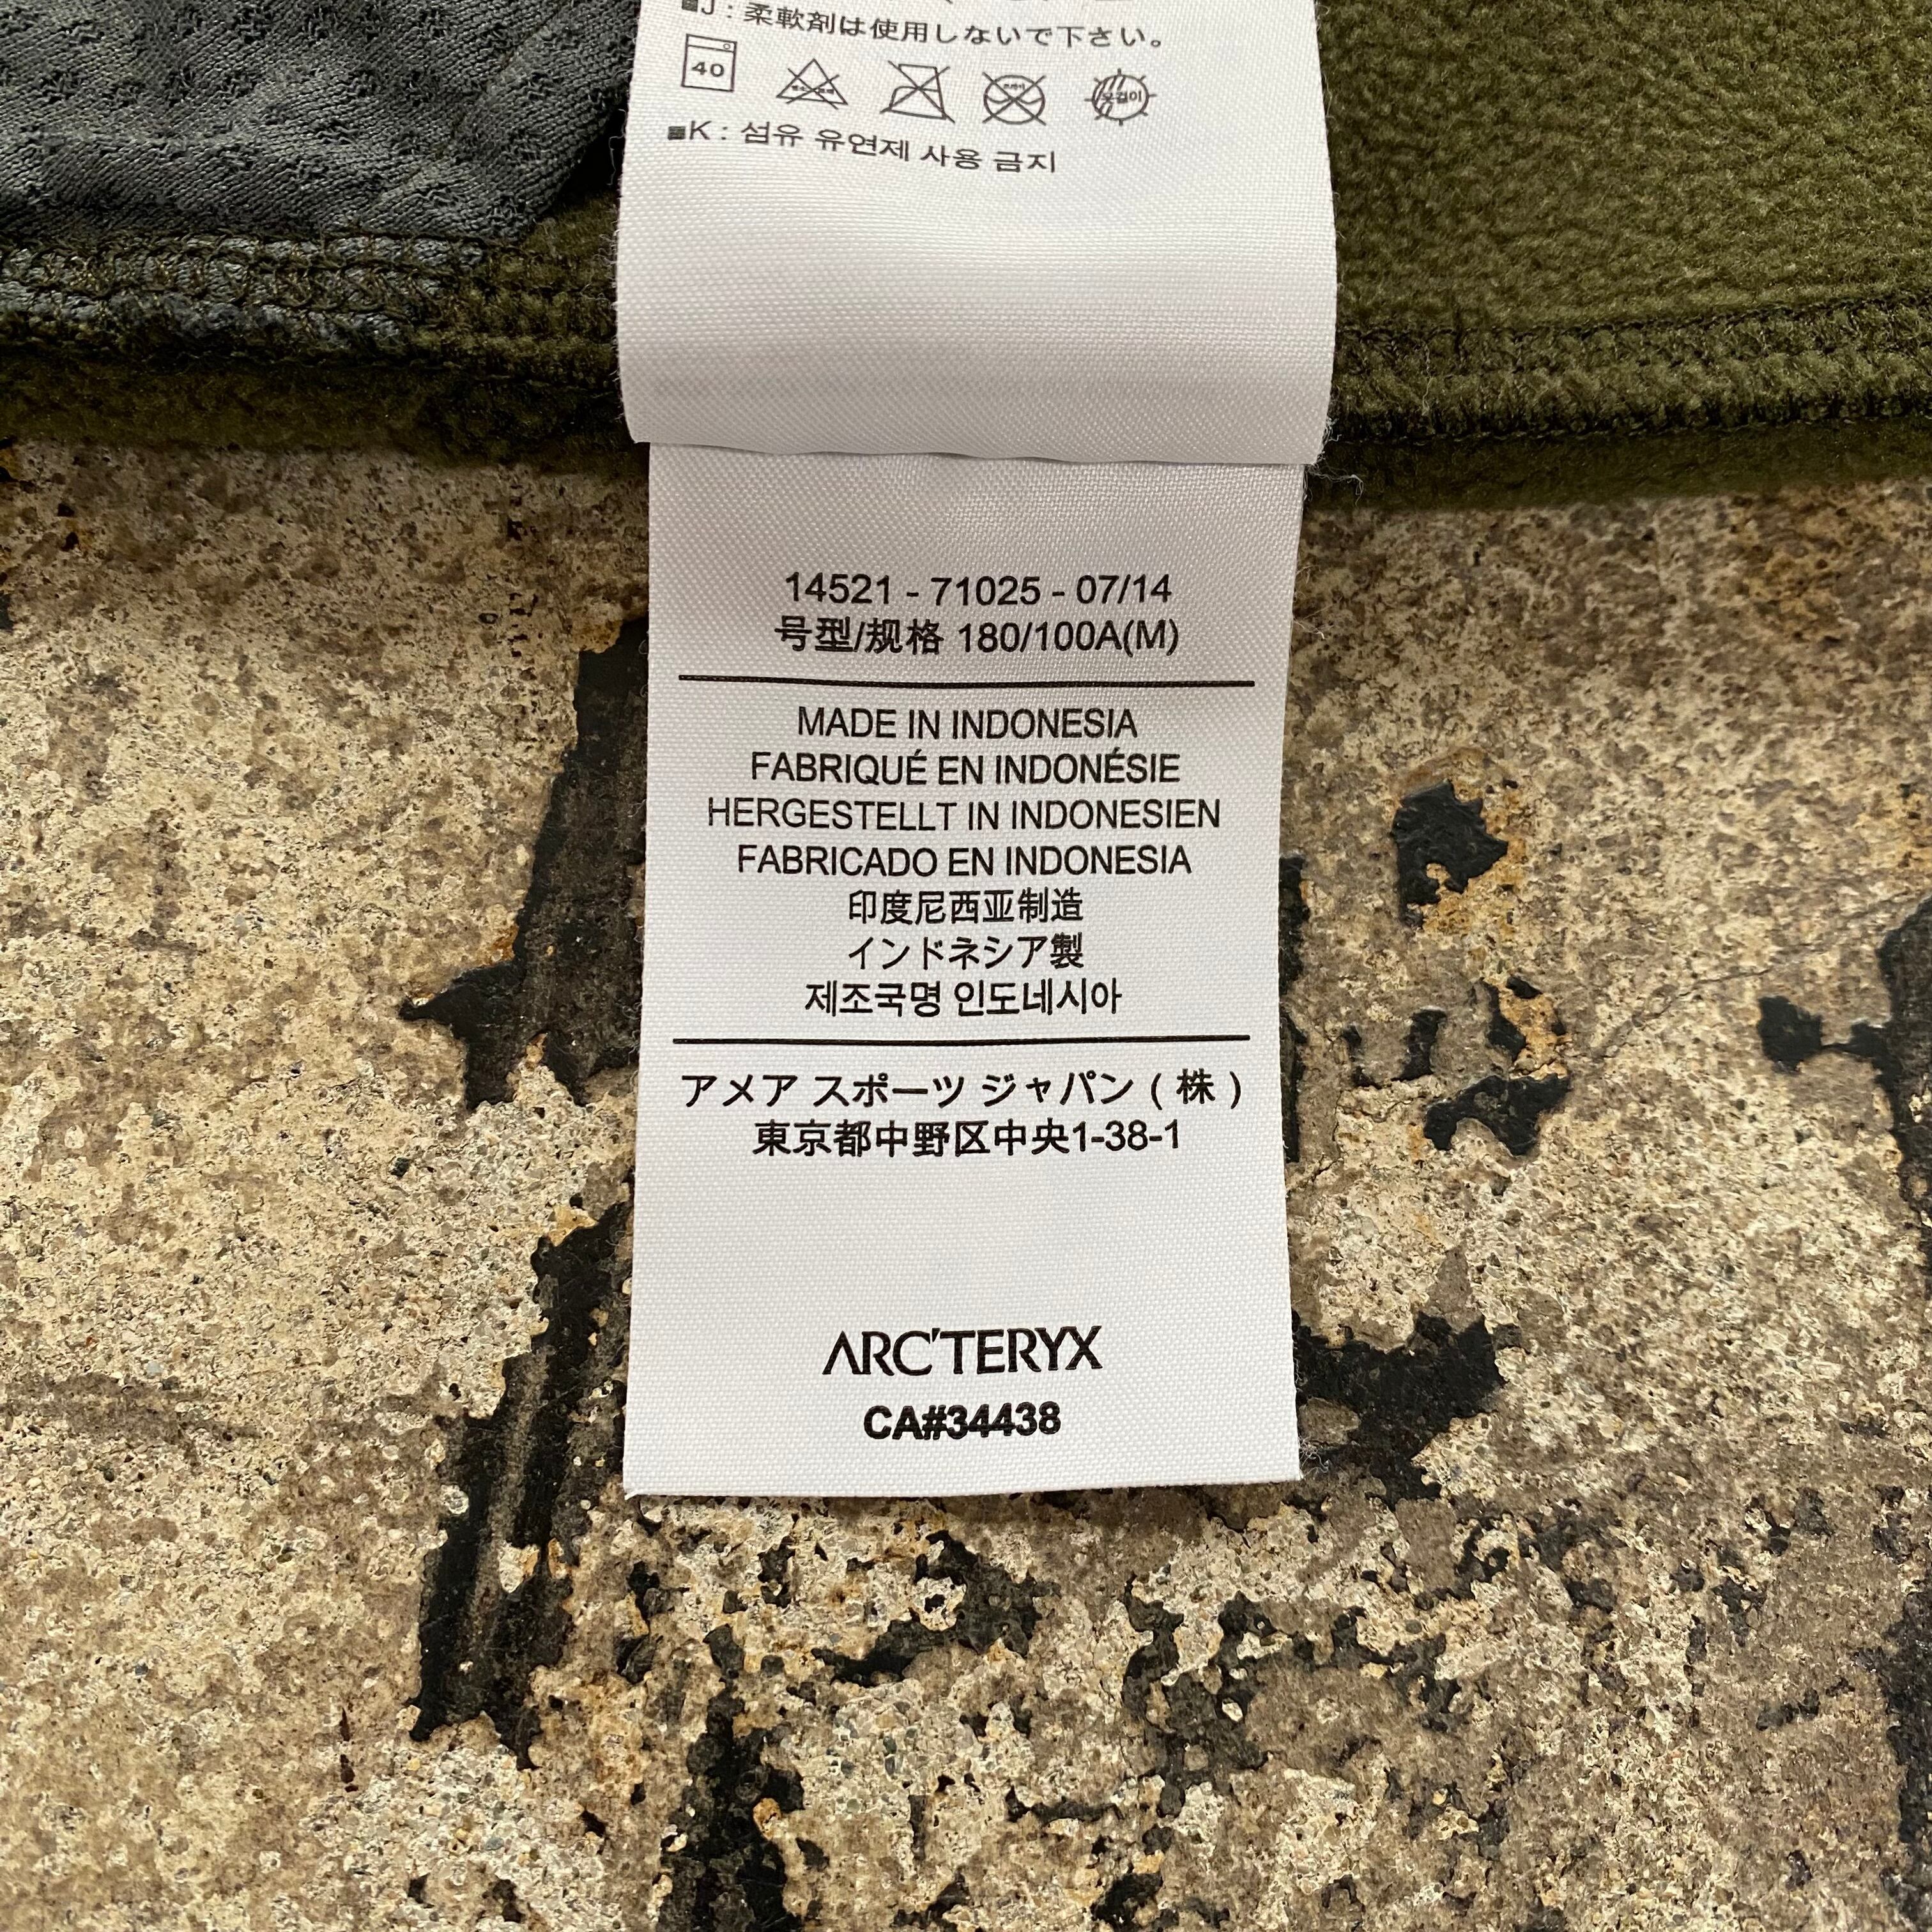 ■J : 柔軟剤は使用しないで下さい。
40
옷걸이
■K : 섬유 유연제 사용 금지
14521 - 71025 - 07/14
号型/规格 180/100A(M)
MADE IN INDONESIA
FABRIQUÉ EN INDONÉSIE
HERGESTELLT IN INDONESIEN
FABRICADO EN INDONESIA
印度尼西亚制造
インドネシア製
제조국명 인도네시아
アメア スポーツ ジャパン ( 株 )
東京都中野区中央1-38-1
ARC'TERYX
CA#34438